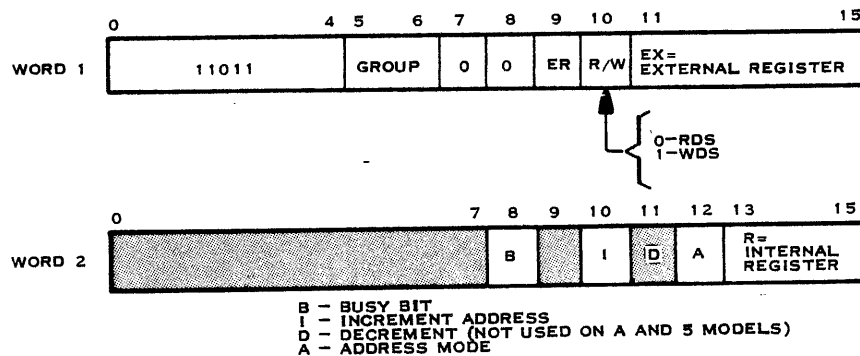 0 4 5 6 7 8 9 10 11 15
WORD 1 11011 GROUP 0 0 ER R/W EX= EXTERNAL REGISTER
0-RDS
1-WDS
0 7 8 9 10 11 12 13 15
WORD 2 B I D A R= INTERNAL REGISTER
B - BUSY BIT
I - INCREMENT ADDRESS
D - DECREMENT (NOT USED ON A AND 5 MODELS)
A - ADDRESS MODE